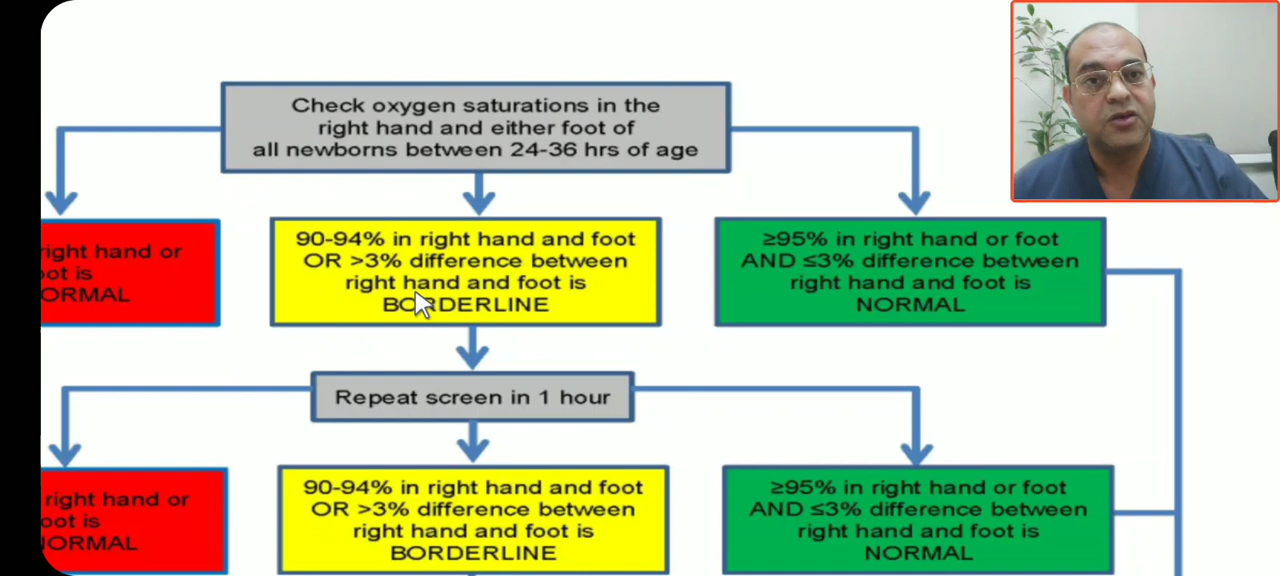 Check oxygen saturations in the
right hand and either foot of
all newborns between 24-36 hrs of age
right hand or
is
90-94% in right hand and foot
OR >3% difference between
right hand and foot is
BORDERLINE
≥95% in right hand or foot
AND ≤3% difference between
right hand and foot is
NORMAL
Repeat screen in 1 hour
right hand or
is
90-94% in right hand and foot
OR >3% difference between
right hand and foot is
BORDERLINE
≥95% in right hand or foot
AND ≤3% difference between
right hand and foot is
NORMAL